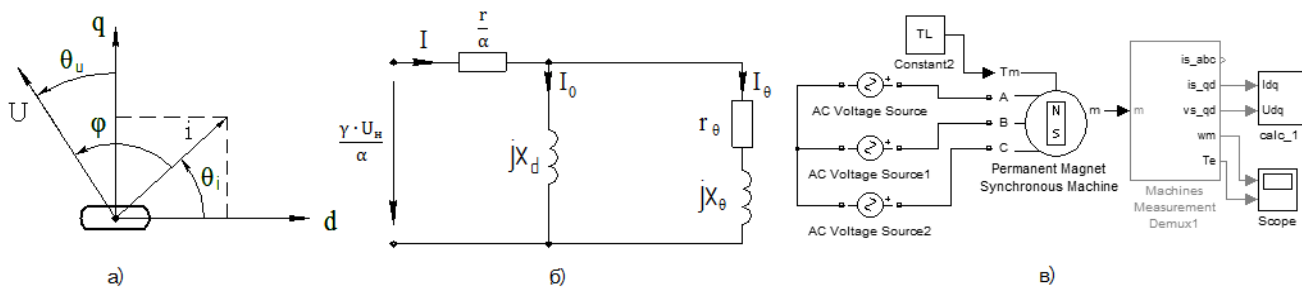 q
θu
U
φ
i
θi
d
а)
I
r/α
I0
Iθ
γ·Uн/α
jXd
rθ
jXθ
б)
TL
Constant2
Tm
A
B
C
AC Voltage Source
AC Voltage Source1
AC Voltage Source2
N
S
m
Permanent Magnet
Synchronous Machine
m
is_abc
is_qd
vs_qd
wm
Te
Machines
Measurement
Demux1
Idq
Udq
calc_1
Scope
в)